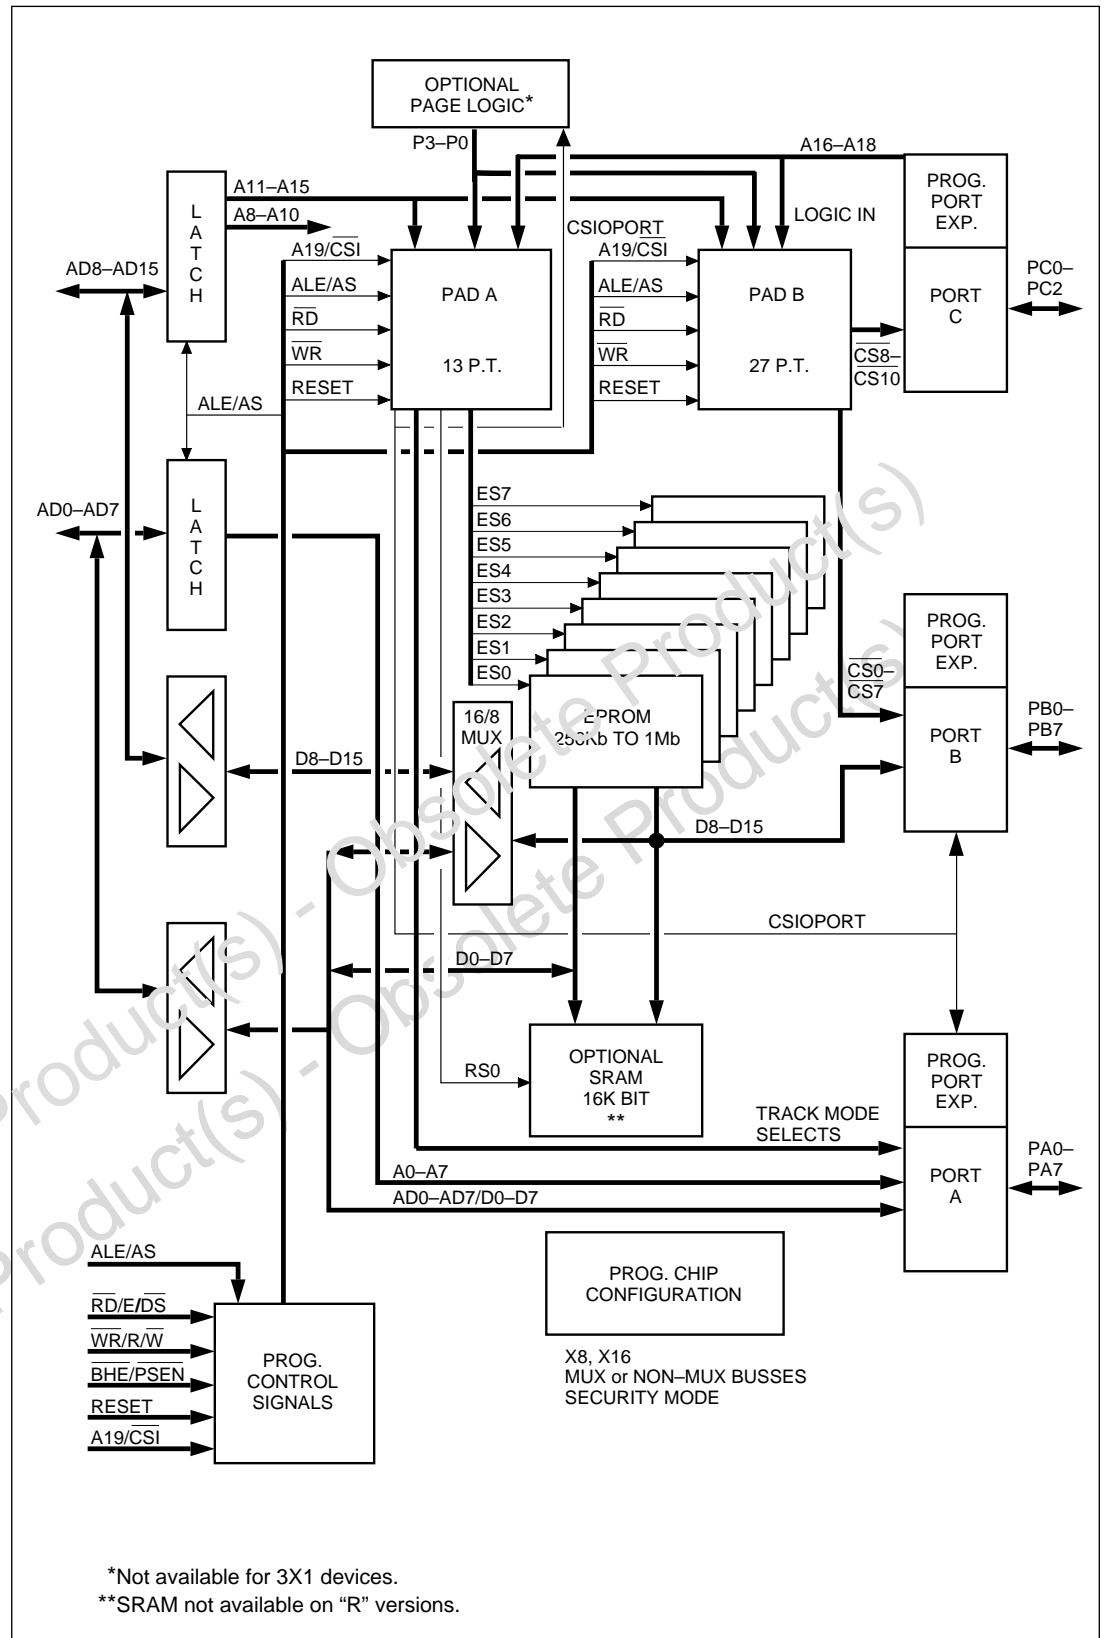 OPTIONAL
PAGE LOGIC*
P3–P0
A16–A18
PROG.
PORT
EXP.
PORT
C
PC0–
PC2
LOGIC IN
L
A
T
C
H
A11–A15
A8–A10
AD8–AD15
CSIOPORT
A19/CSI
ALE/AS
RD
WR
RESET
PAD A
13 P.T.
A19/CSI
ALE/AS
RD
WR
RESET
PAD B
27 P.T.
CS8–
CS10
ALE/AS
L
A
T
C
H
AD0–AD7
ES7
ES6
ES5
ES4
ES3
ES2
ES1
ES0
EPROM
256Kb TO 1Mb
16/8
MUX
D8–D15
D8–D15
CS0–
CS7
PROG.
PORT
EXP.
PORT
B
PB0–
PB7
CSIOPORT
D0–D7
RS0
OPTIONAL
SRAM
16K BIT
**
TRACK MODE
SELECTS
A0–A7
AD0–AD7/D0–D7
PROG.
PORT
EXP.
PORT
A
PA0–
PA7
ALE/AS
RD/E/DS
WR/R/W
BHE/PSEN
RESET
A19/CSI
PROG.
CONTROL
SIGNALS
PROG. CHIP
CONFIGURATION
X8, X16
MUX or NON–MUX BUSSES
SECURITY MODE
*Not available for 3X1 devices.
**SRAM not available on “R” versions.
Product(s) - Obsolete Product(s)
Product(s) - Obsolete Product(s)